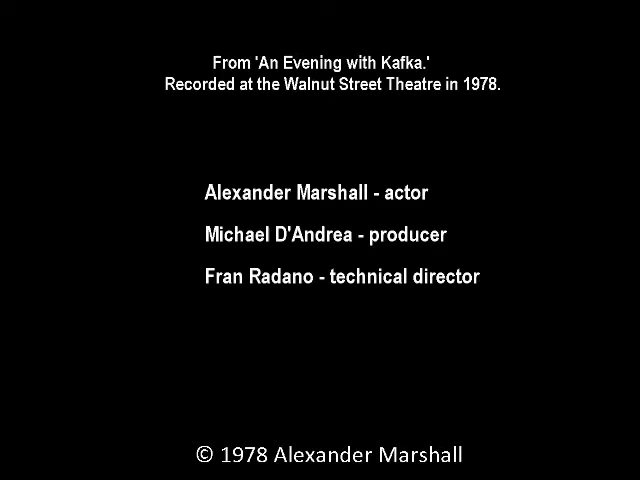 From 'An Evening with Kafka.'
Recorded at the Walnut Street Theatre in 1978.
Alexander Marshall - actor
Michael D'Andrea - producer
Fran Radano - technical director
© 1978 Alexander Marshall